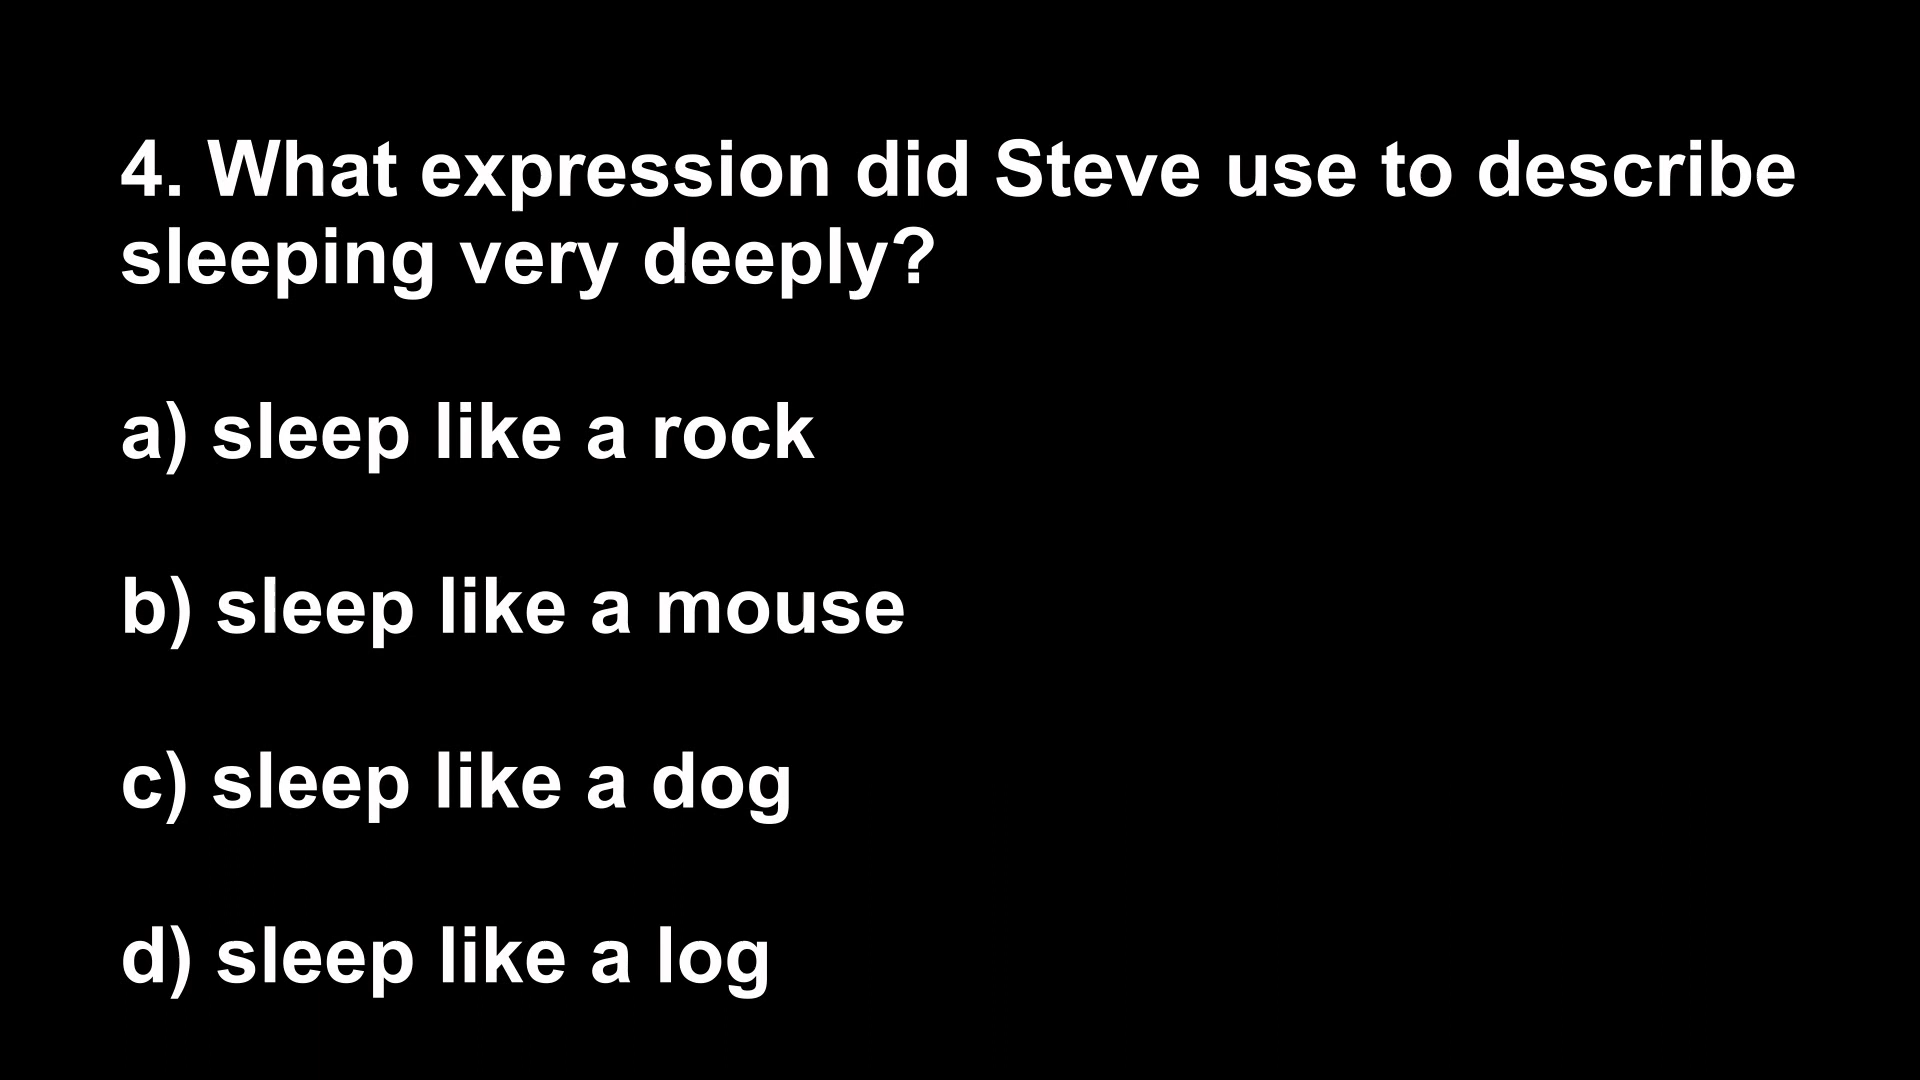 4. What expression did Steve use to describe
sleeping very deeply?
a) sleep like a rock
b) sleep like a mouse
c) sleep like a dog
d) sleep like a log